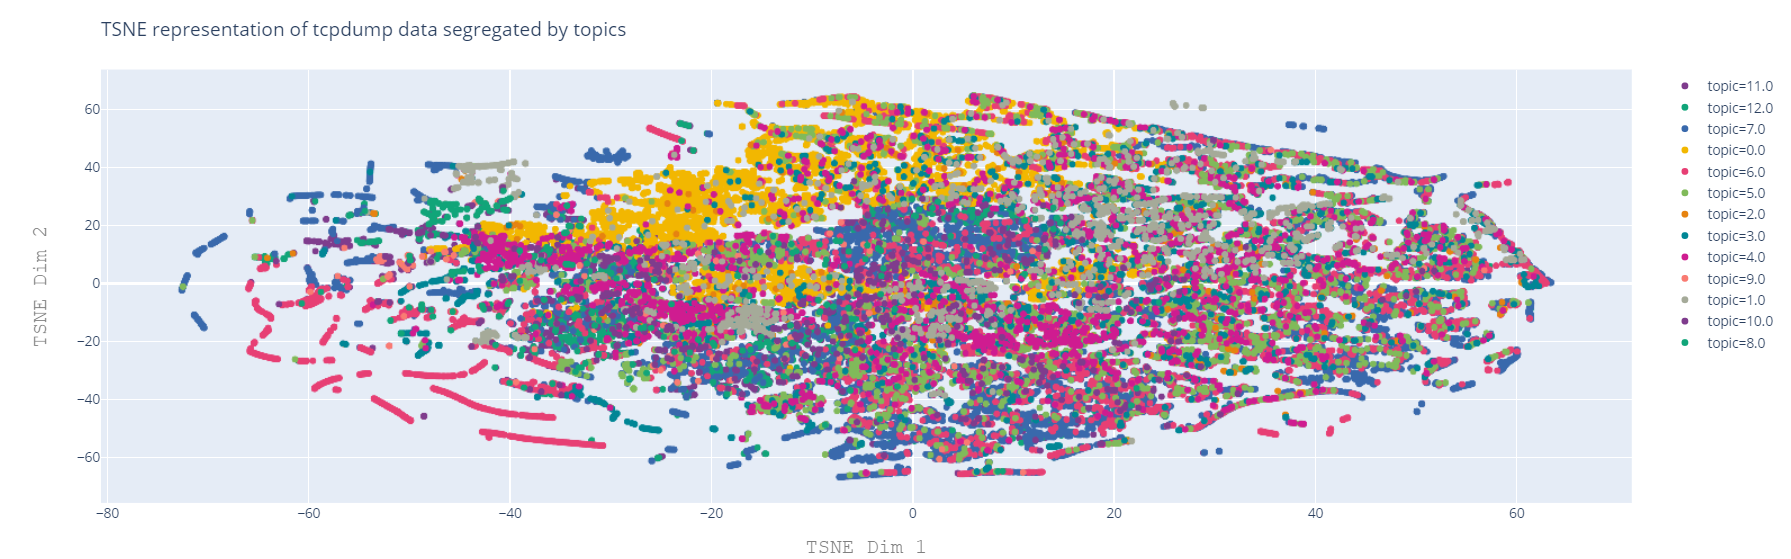 TSNE representation of tcpdump data segregated by topics
60
40
20
0
−20
−40
−60
TSNE Dim 2
−80
−60
−40
−20
0
20
40
60
TSNE Dim 1
topic=11.0
topic=12.0
topic=7.0
topic=0.0
topic=6.0
topic=5.0
topic=2.0
topic=3.0
topic=4.0
topic=9.0
topic=1.0
topic=10.0
topic=8.0